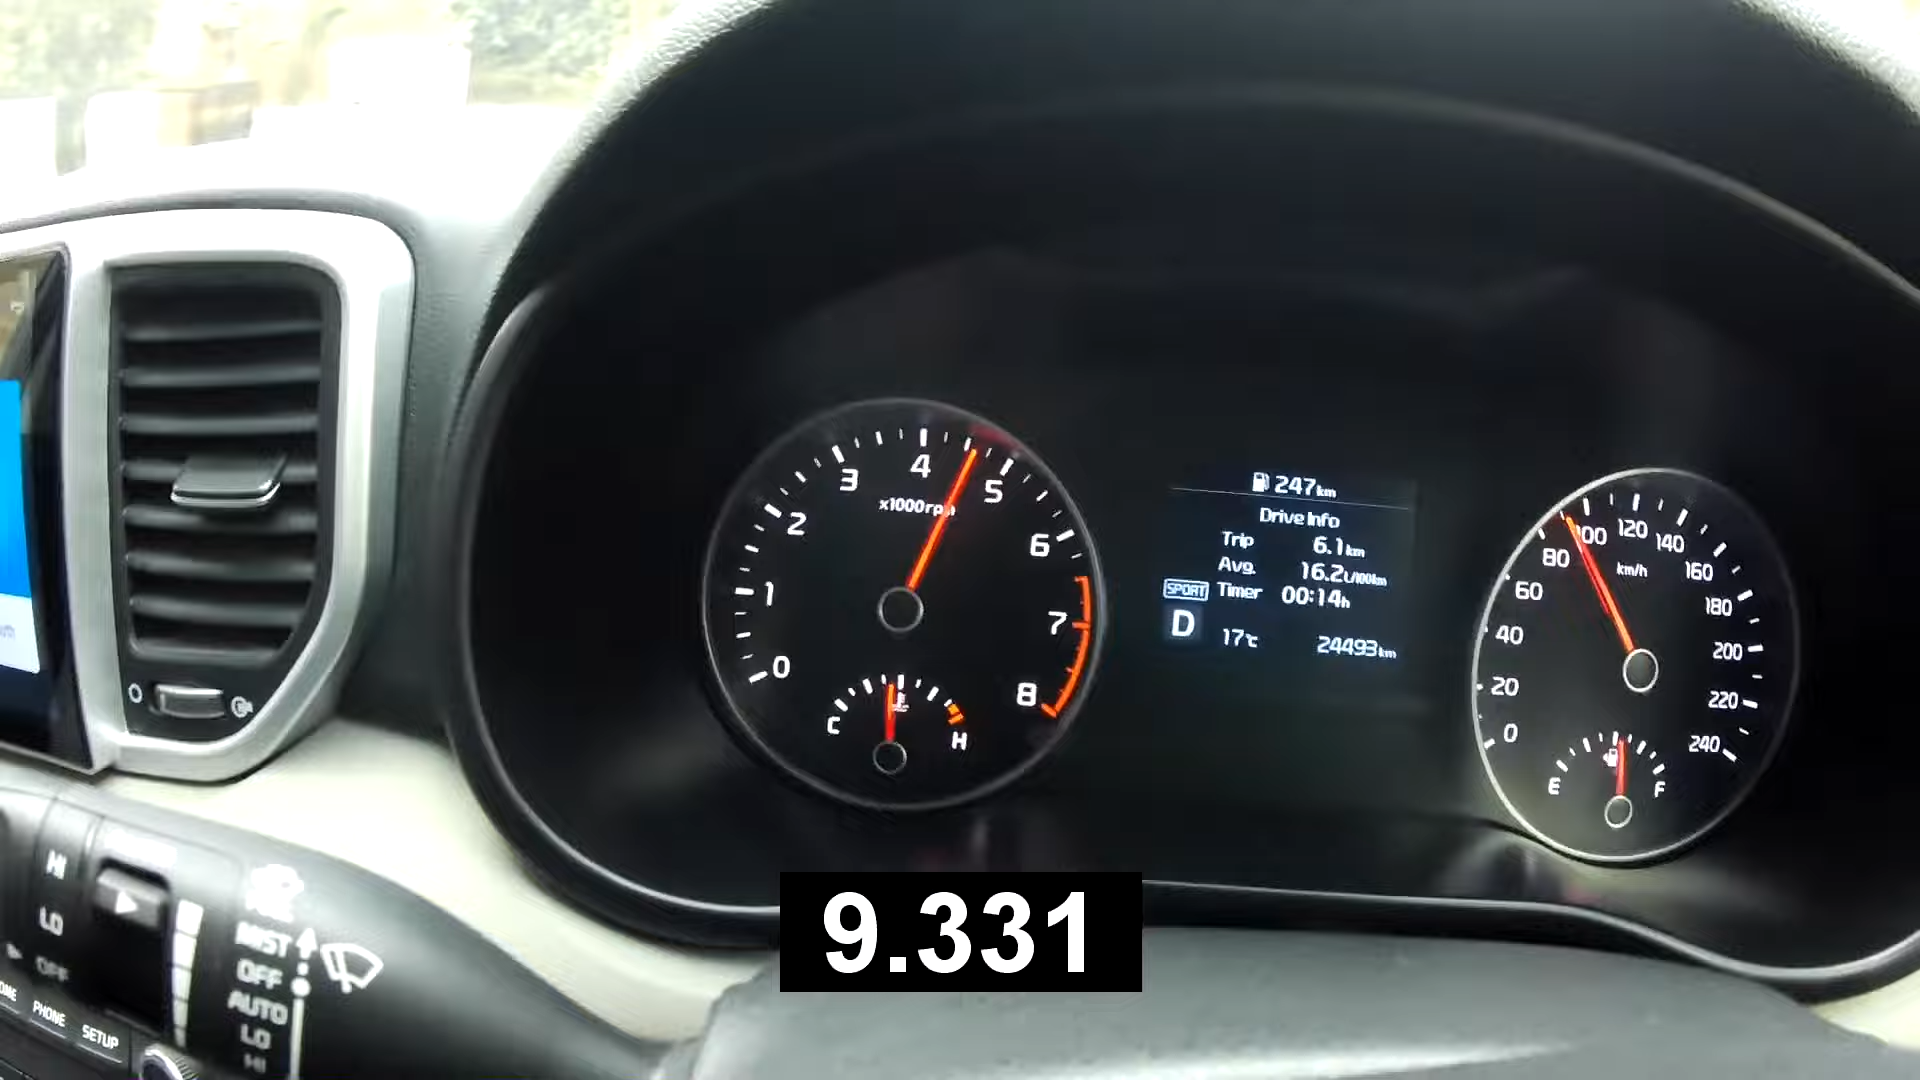 247km
Drive Info
Trip 6.1km
Avg. 16.2L/100km
SPORT Timer 00:14h
D
17°C 24493km
0
1
2
3
4
5
6
7
8
x1000rpm
C
H
0
20
40
60
80
100
120
140
160
180
200
220
240
km/h
E
F
HI
LO
OFF
MIST
OFF
AUTO
LO
HI
PHONE
SETUP
9.331